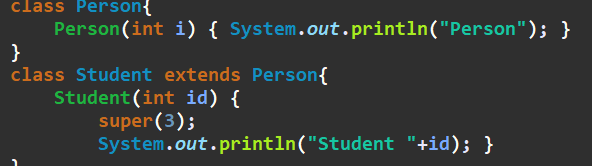 class Person{
    Person(int i) { System.out.println("Person"); }
}
class Student extends Person{
    Student(int id) {
        super(3);
        System.out.println("Student "+id); }
}